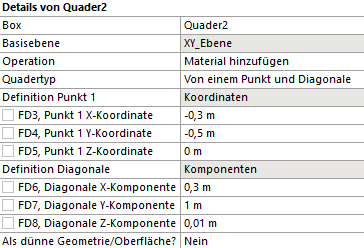 Details von Quader2
Box Quader2
Basisebene XY_Ebene
Operation Material hinzufügen
Quadertyp Von einem Punkt und Diagonale
Definition Punkt 1 Koordinaten
FD3, Punkt 1 X-Koordinate -0,3 m
FD4, Punkt 1 Y-Koordinate -0,5 m
FD5, Punkt 1 Z-Koordinate 0 m
Definition Diagonale Komponenten
FD6, Diagonale X-Komponente 0,3 m
FD7, Diagonale Y-Komponente 1 m
FD8, Diagonale Z-Komponente 0,01 m
Als dünne Geometrie/Oberfläche? Nein